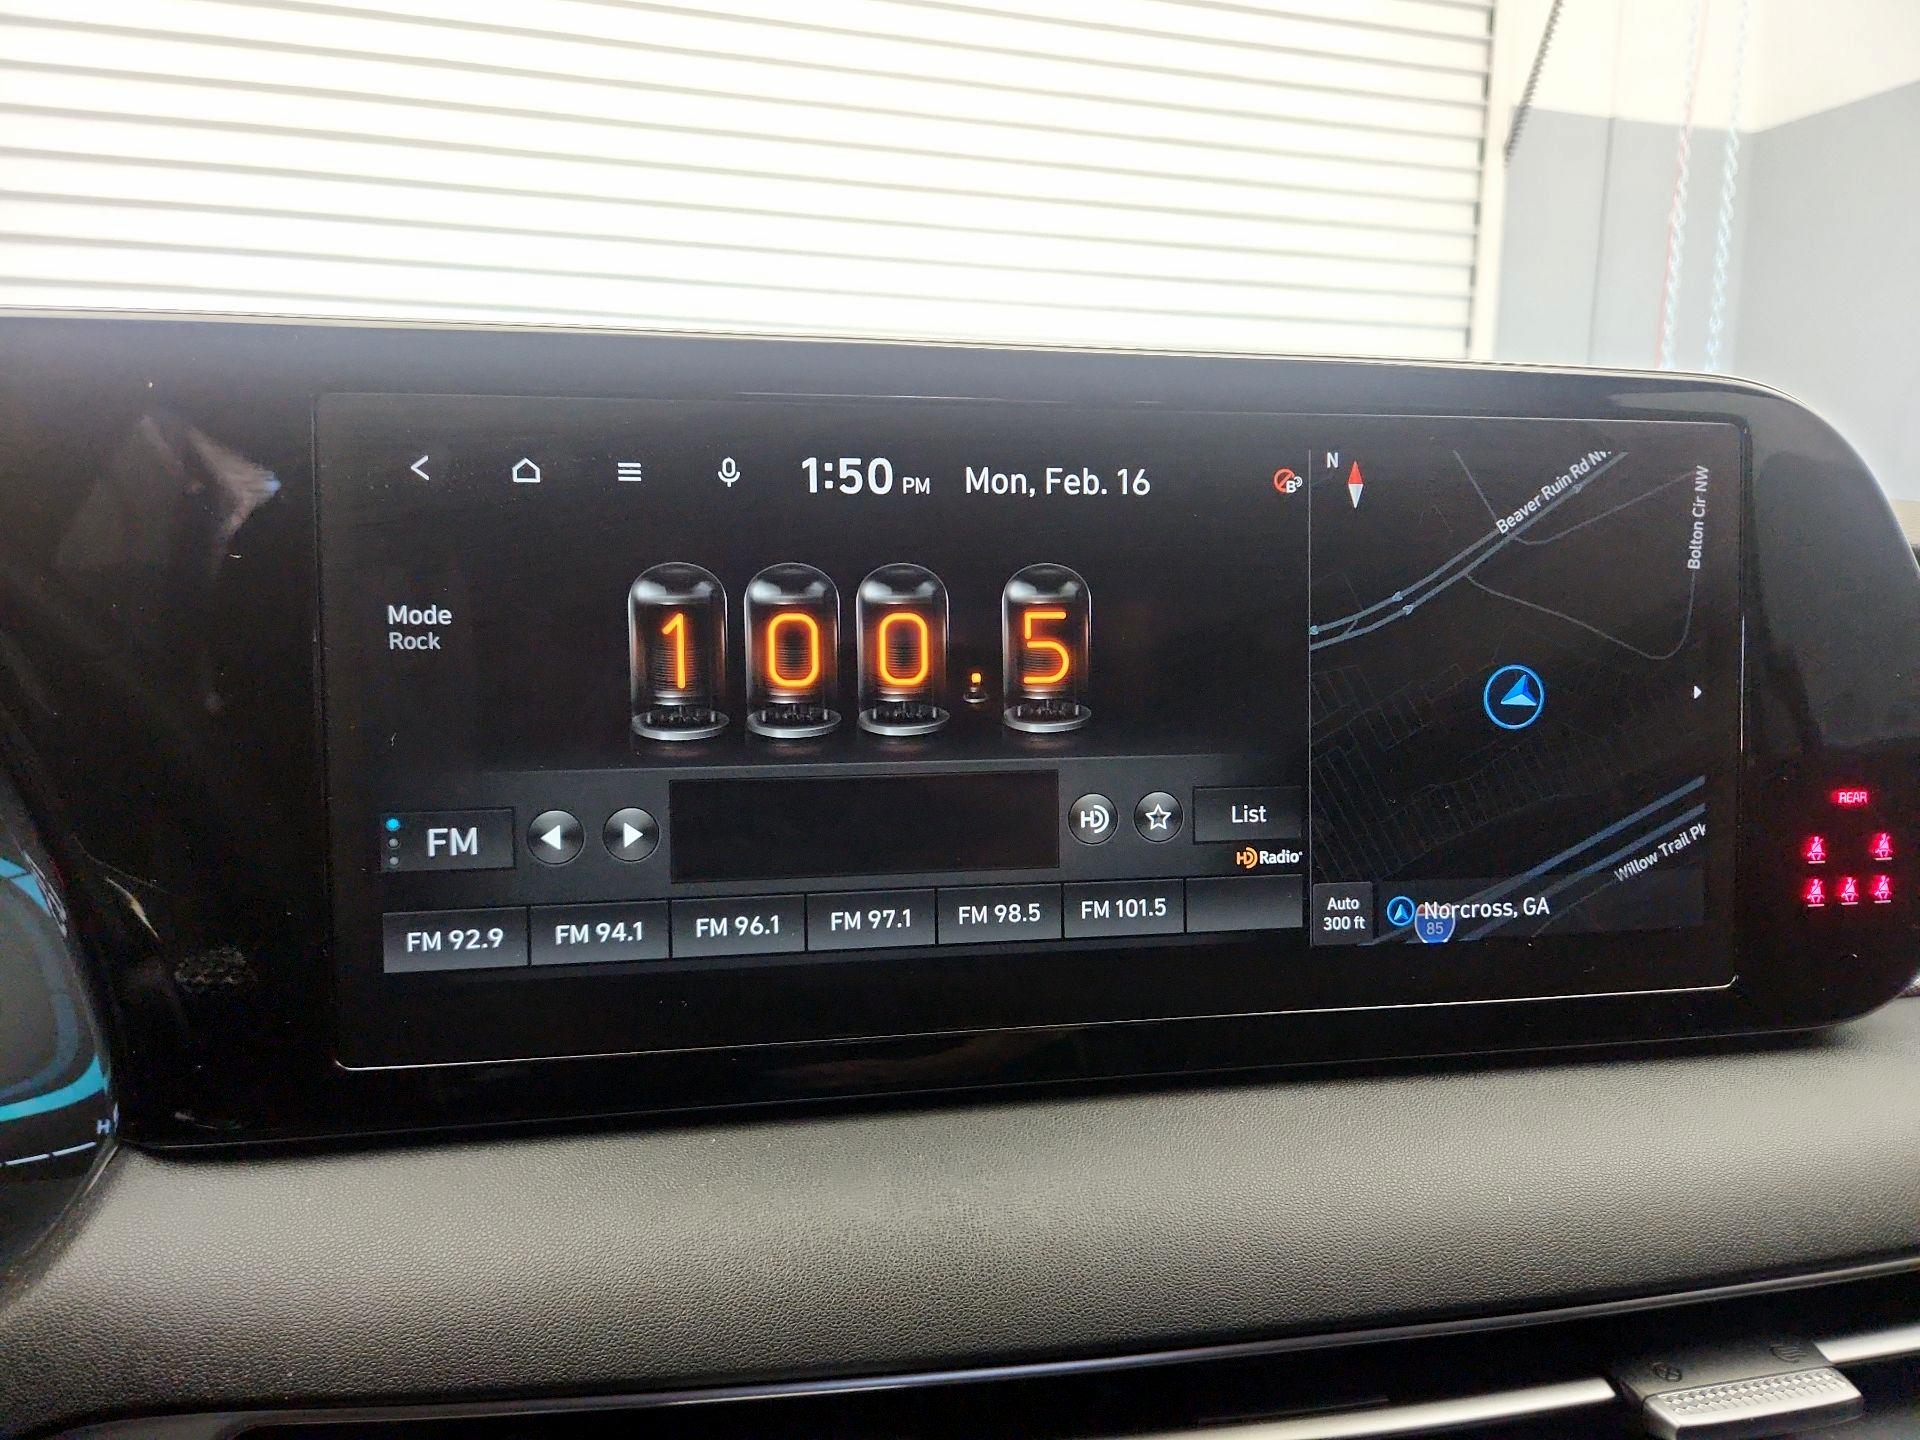 1:50 PM Mon, Feb. 16
Mode
Rock
100.5
FM
HD
List
HD Radio
FM 92.9
FM 94.1
FM 96.1
FM 97.1
FM 98.5
FM 101.5
N
Beaver Ruin Rd
Bolton Cir NW
Willow Trail
Auto
300 ft
Norcross, GA
85
REAR
H